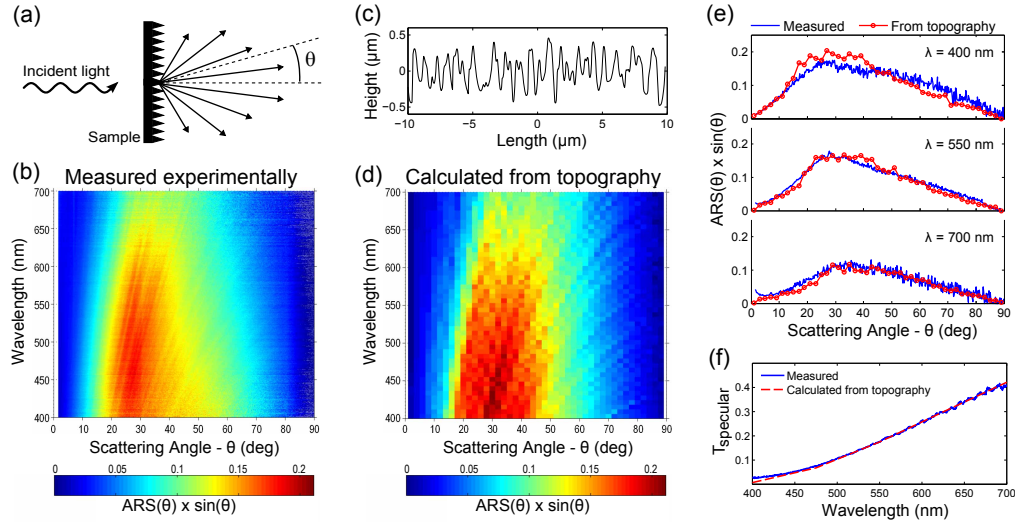 (a)
Incident light
Sample
θ
(b)
Measured experimentally
700
650
600
550
500
450
400
Wavelength (nm)
0 10 20 30 40 50 60 70 80 90
Scattering Angle - θ (deg)
0 0.05 0.1 0.15 0.2
ARS(θ) x sin(θ)
(c)
Height (μm)
0.5
0
−0.5
−10 −5 0 5 10
Length (μm)
(d)
Calculated from topography
700
650
600
550
500
450
400
Wavelength (nm)
0 10 20 30 40 50 60 70 80 90
Scattering Angle - θ (deg)
0 0.05 0.1 0.15 0.2
ARS(θ) x sin(θ)
(e)
Measured From topography
λ = 400 nm
0.2
0.1
0
λ = 550 nm
0.2
0.1
0
λ = 700 nm
0.2
0.1
0
ARS(θ) x sin(θ)
0 10 20 30 40 50 60 70 80 90
Scattering Angle - θ (deg)
(f)
Measured
Calculated from topography
0.4
0.3
0.2
0.1
Tspecular
400 450 500 550 600 650 700
Wavelength (nm)